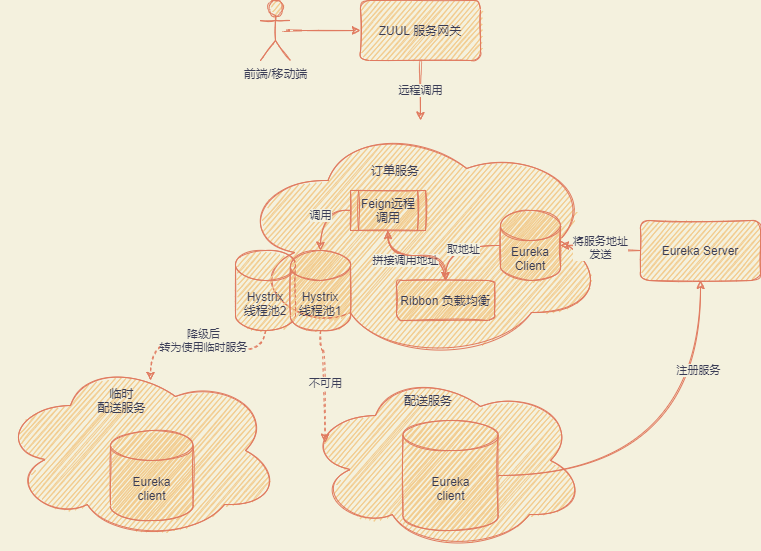 ZUUL 服务网关
前端/移动端
远程调用
订单服务
Feign远程
调用
调用
取地址
拼接调用地址
Eureka
Client
将服务地址
发送
Eureka Server
Hystrix
线程池2
Hystrix
线程池1
Ribbon 负载均衡
降级后
转为使用临时服务
不可用
注册服务
临时
配送服务
Eureka
client
配送服务
Eureka
client